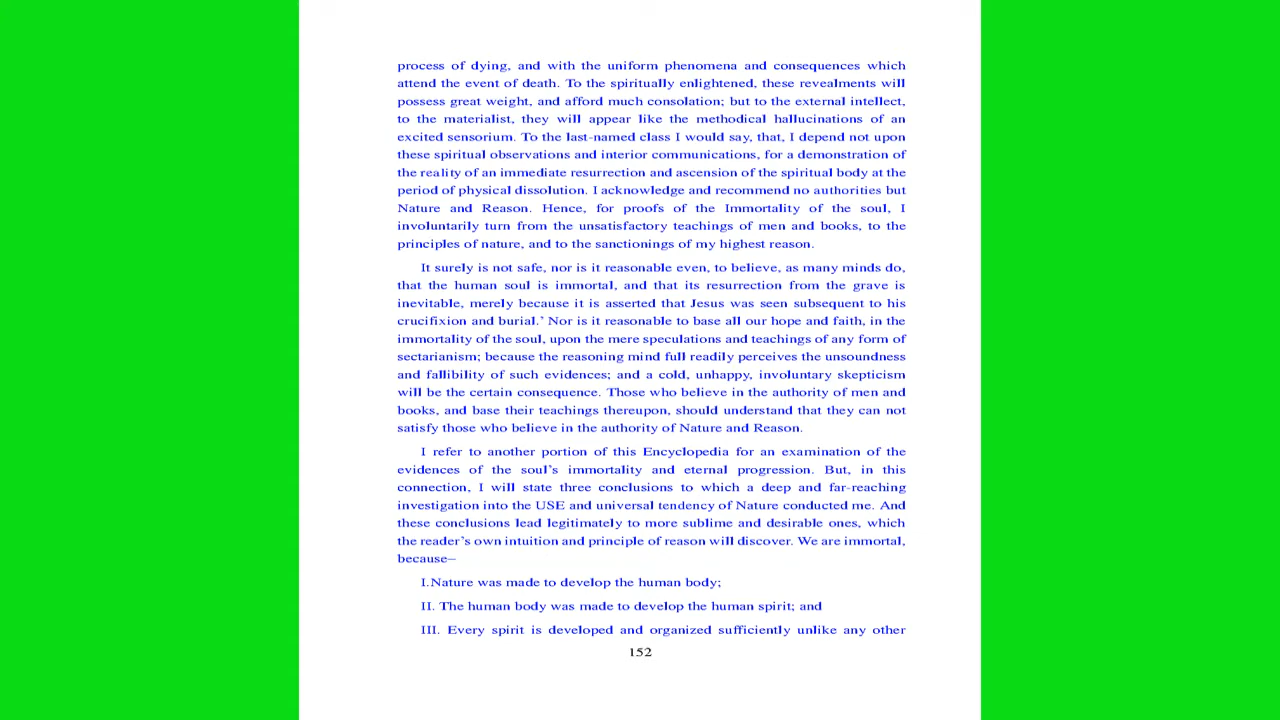 process of dying, and with the uniform phenomena and consequences which
attend the event of death. To the spiritually enlightened, these revealments will
possess great weight, and afford much consolation; but to the external intellect,
to the materialist, they will appear like the methodical hallucinations of an
excited sensorium. To the last-named class I would say, that, I depend not upon
these spiritual observations and interior communications, for a demonstration of
the reality of an immediate resurrection and ascension of the spiritual body at the
period of physical dissolution. I acknowledge and recommend no authorities but
Nature and Reason. Hence, for proofs of the Immortality of the soul, I
involuntarily turn from the unsatisfactory teachings of men and books, to the
principles of nature, and to the sanctionings of my highest reason.
It surely is not safe, nor is it reasonable even, to believe, as many minds do,
that the human soul is immortal, and that its resurrection from the grave is
inevitable, merely because it is asserted that Jesus was seen subsequent to his
crucifixion and burial.’ Nor is it reasonable to base all our hope and faith, in the
immortality of the soul, upon the mere speculations and teachings of any form of
sectarianism; because the reasoning mind full readily perceives the unsoundness
and fallibility of such evidences; and a cold, unhappy, involuntary skepticism
will be the certain consequence. Those who believe in the authority of men and
books, and base their teachings thereupon, should understand that they can not
satisfy those who believe in the authority of Nature and Reason.
I refer to another portion of this Encyclopedia for an examination of the
evidences of the soul’s immortality and eternal progression. But, in this
connection, I will state three conclusions to which a deep and far-reaching
investigation into the USE and universal tendency of Nature conducted me. And
these conclusions lead legitimately to more sublime and desirable ones, which
the reader’s own intuition and principle of reason will discover. We are immortal,
because–
I.Nature was made to develop the human body;
II. The human body was made to develop the human spirit; and
III. Every spirit is developed and organized sufficiently unlike any other
152